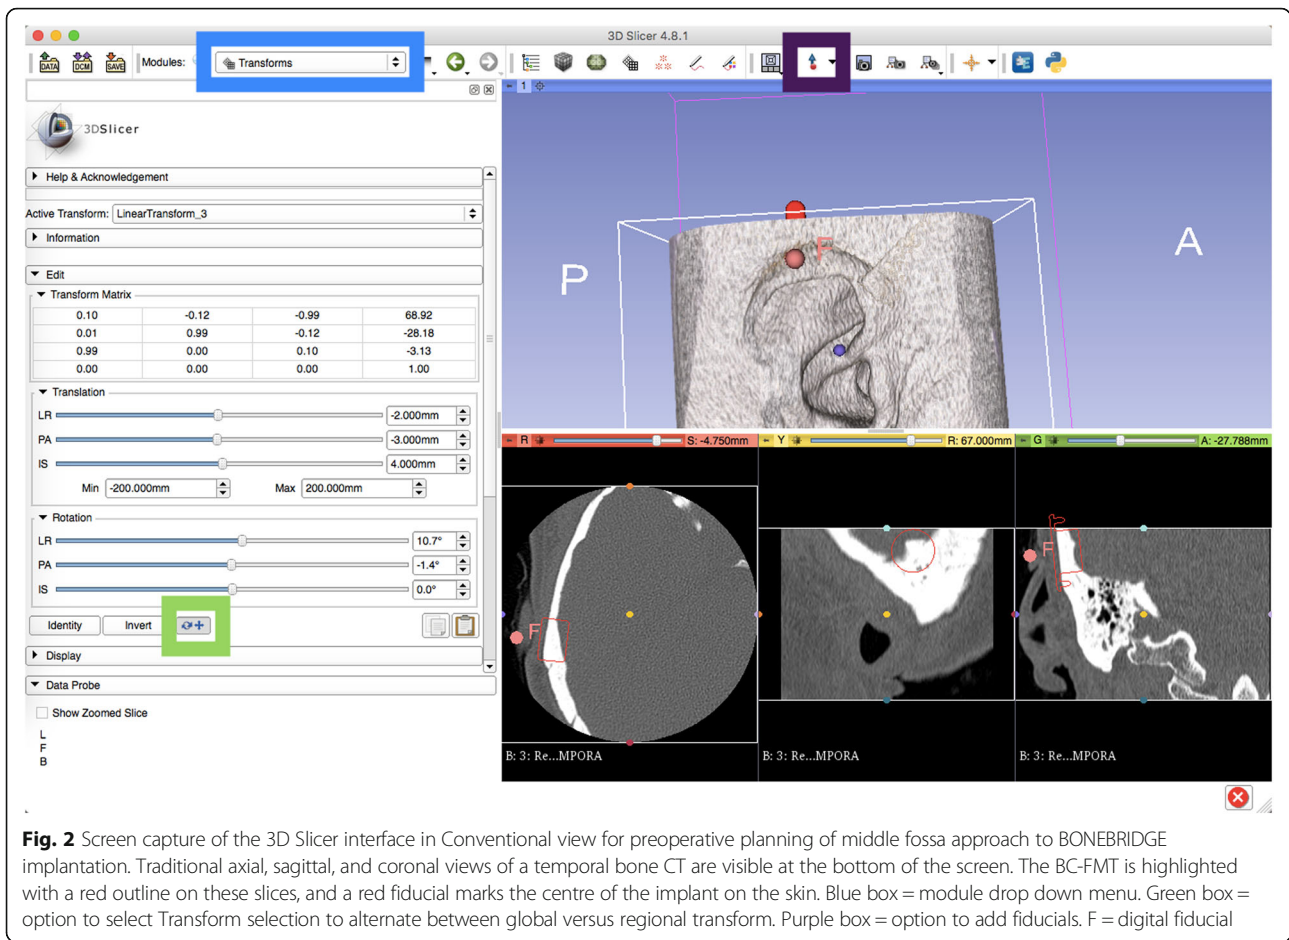 3D Slicer 4.8.1
DATA DCM SAVE Modules: Transforms
1
3DSlicer
Help & Acknowledgement
Active Transform: LinearTransform_3
Information
Edit
Transform Matrix
0.10 -0.12 -0.99 68.92
0.01 0.99 -0.12 -28.18
0.99 0.00 0.10 -3.13
0.00 0.00 0.00 1.00
Translation
LR -2.000mm
PA -3.000mm
IS 4.000mm
Min -200.000mm Max 200.000mm
Rotation
LR 10.7°
PA -1.4°
IS 0.0°
Identity Invert
Display
Data Probe
Show Zoomed Slice
L
F
B
P F A
R S: -4.750mm Y R: 67.000mm G A: -27.788mm
F
F
B: 3: Re...MPORA B: 3: Re...MPORA B: 3: Re...MPORA
Fig. 2 Screen capture of the 3D Slicer interface in Conventional view for preoperative planning of middle fossa approach to BONEBRIDGE
implantation. Traditional axial, sagittal, and coronal views of a temporal bone CT are visible at the bottom of the screen. The BC-FMT is highlighted
with a red outline on these slices, and a red fiducial marks the centre of the implant on the skin. Blue box = module drop down menu. Green box =
option to select Transform selection to alternate between global versus regional transform. Purple box = option to add fiducials. F = digital fiducial